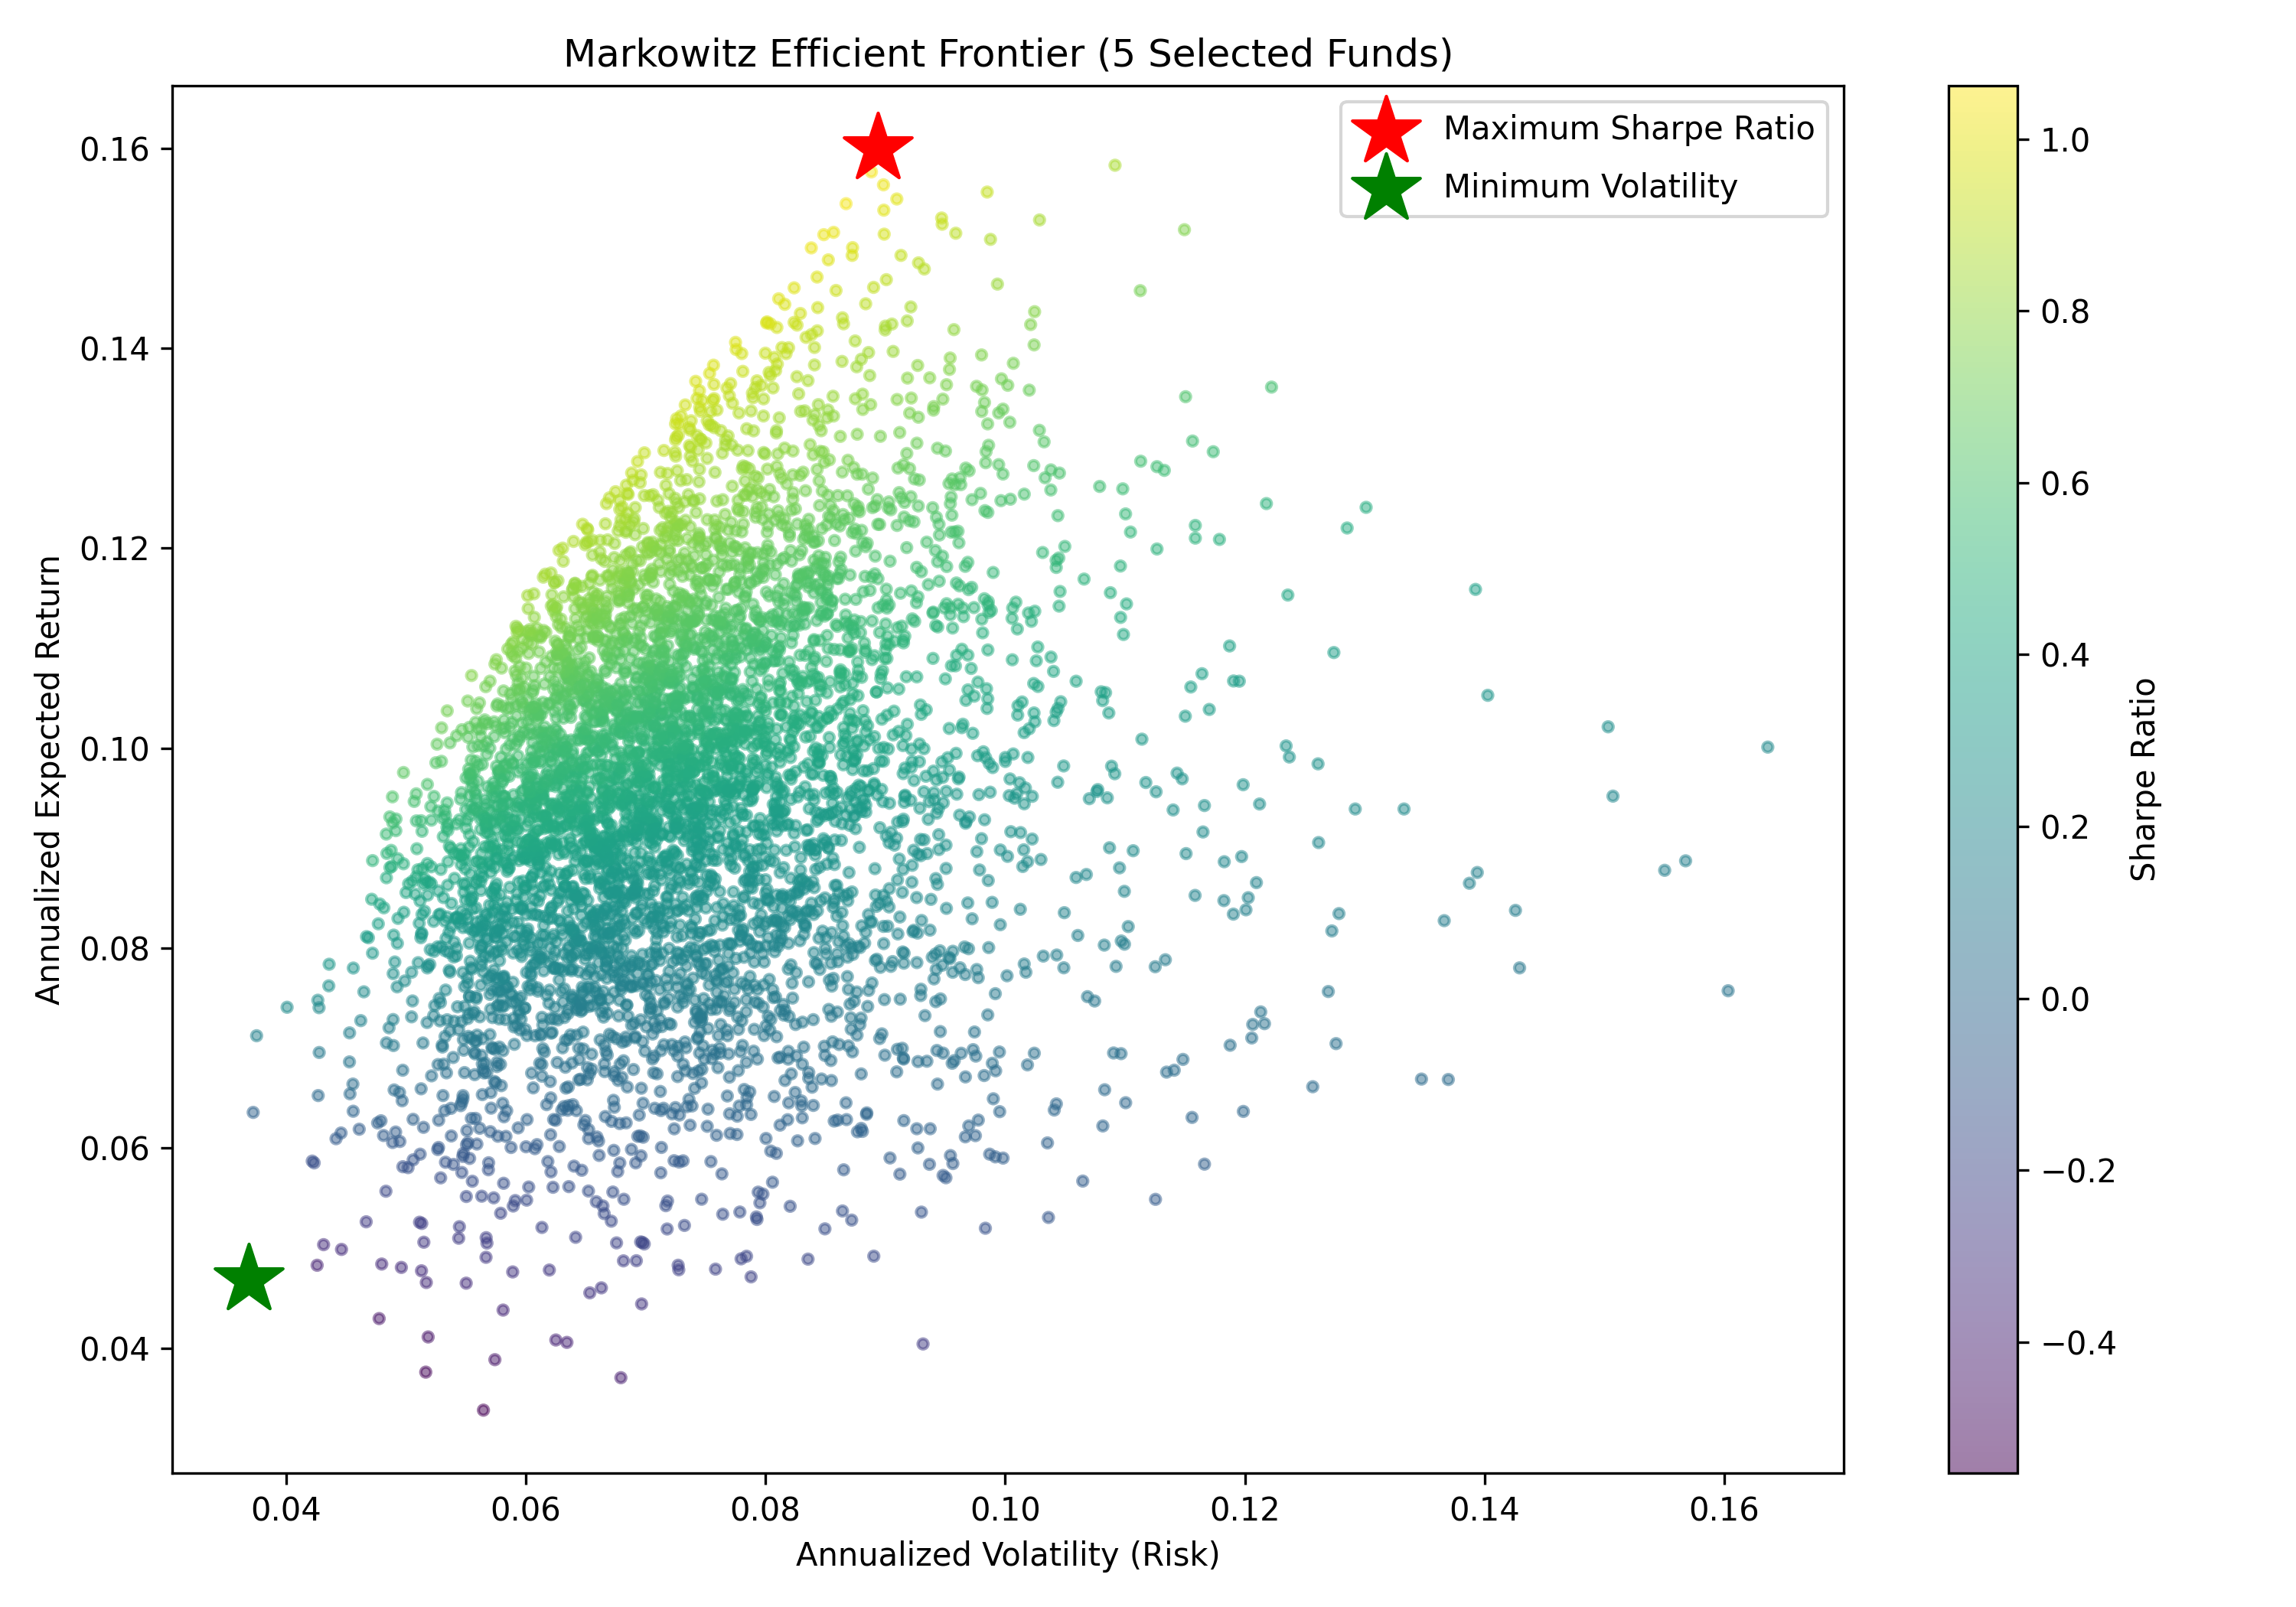 Markowitz Efficient Frontier (5 Selected Funds)
Maximum Sharpe Ratio
Minimum Volatility
Annualized Expected Return
0.16
0.14
0.12
0.10
0.08
0.06
0.04
0.04 0.06 0.08 0.10 0.12 0.14 0.16
Annualized Volatility (Risk)
1.0
0.8
0.6
0.4
0.2
0.0
−0.2
−0.4
Sharpe Ratio